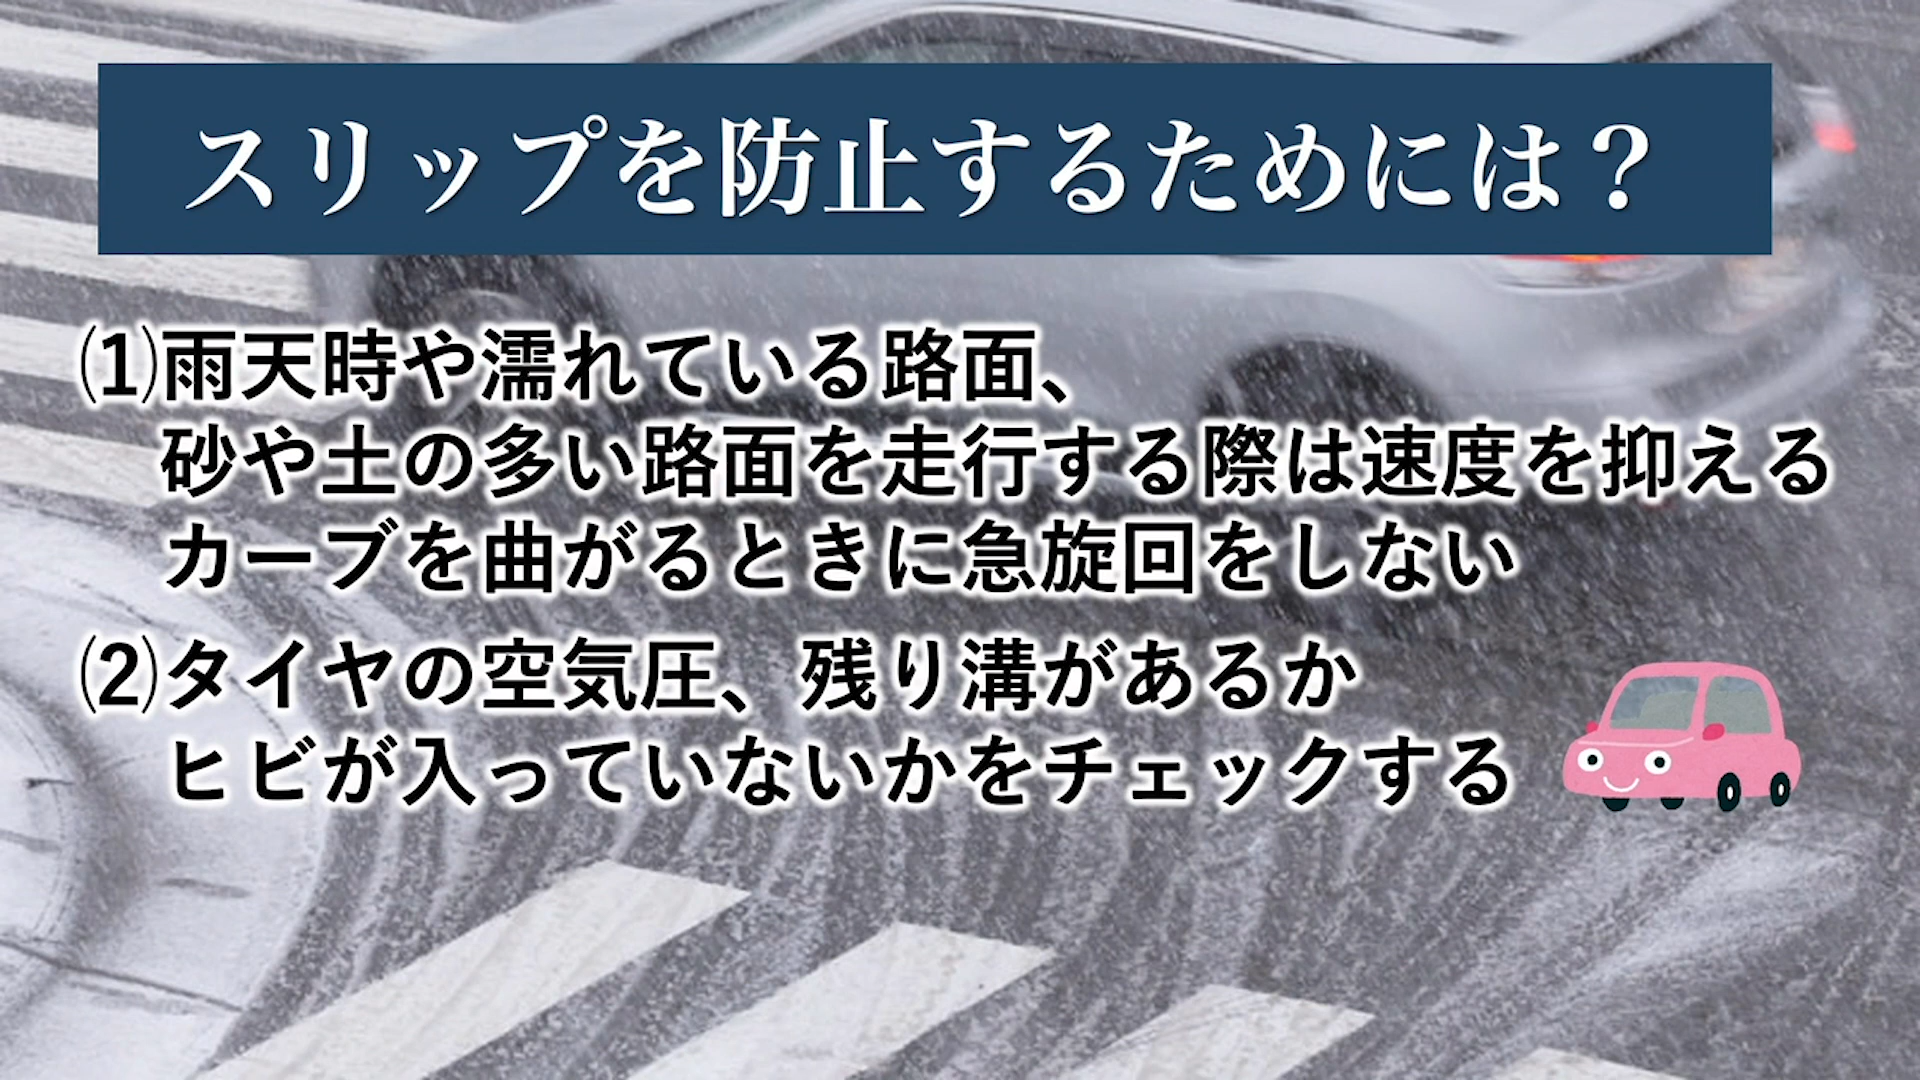 スリップを防止するためには？
⑴雨天時や濡れている路面、
砂や土の多い路面を走行する際は速度を抑える
カーブを曲がるときに急旋回をしない
⑵タイヤの空気圧、残り溝があるか
ヒビが入っていないかをチェックする